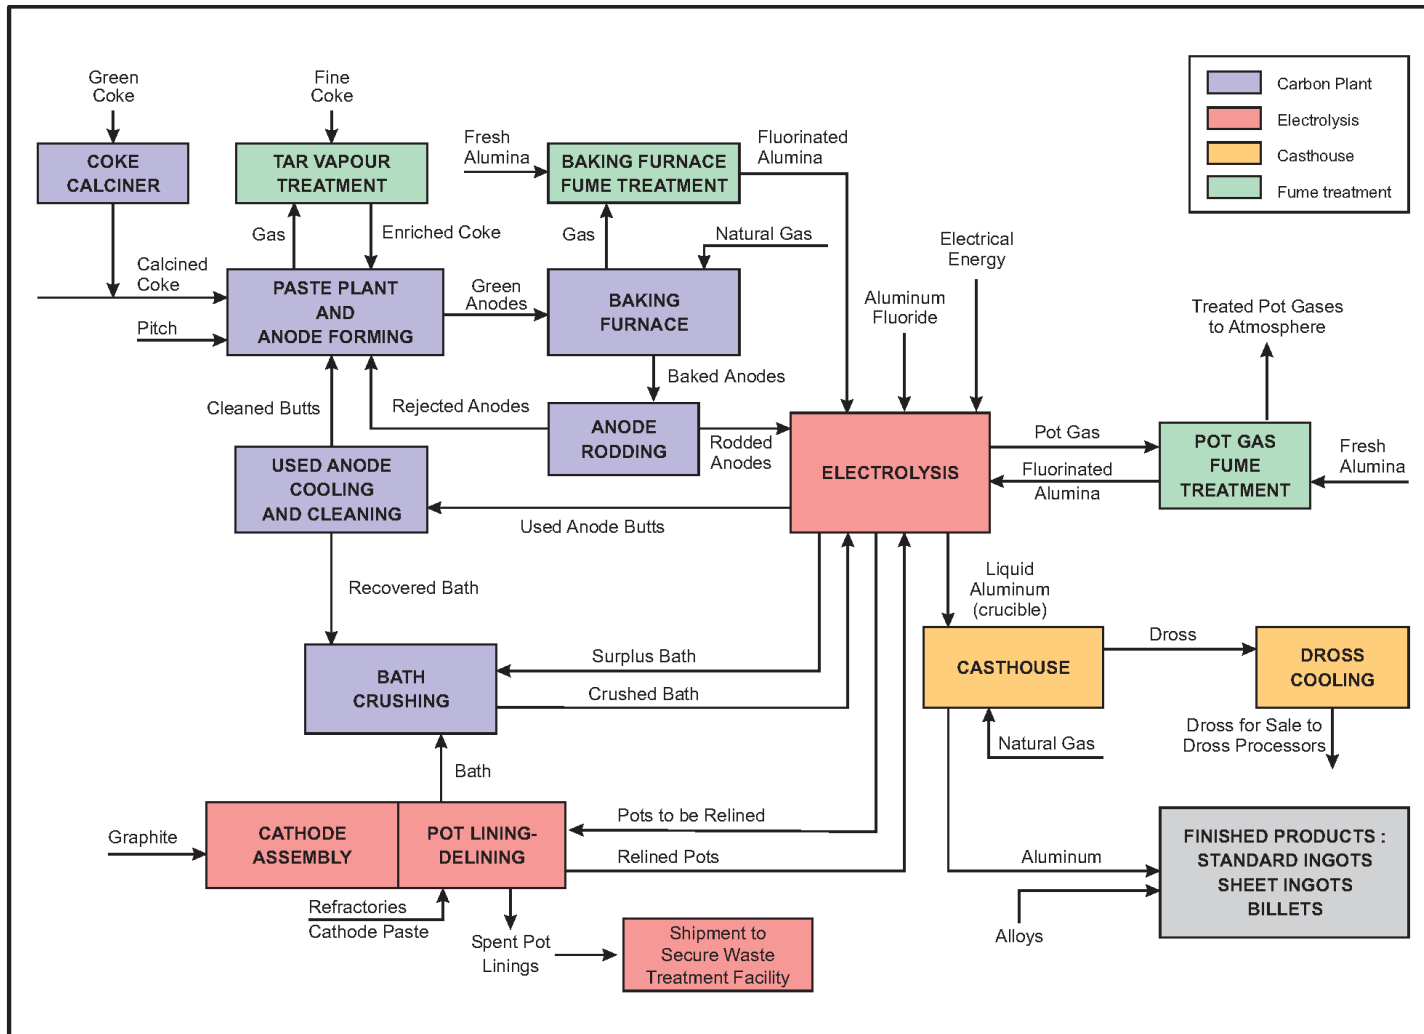 Green
Coke
Fine
Coke
Carbon Plant
Electrolysis
Casthouse
Fume treatment
COKE
CALCINER
TAR VAPOUR
TREATMENT
Fresh
Alumina
BAKING FURNACE
FUME TREATMENT
Fluorinated
Alumina
Gas
Enriched Coke
Gas
Natural Gas
Electrical
Energy
Calcined
Coke
PASTE PLANT
AND
ANODE FORMING
Green
Anodes
BAKING
FURNACE
Aluminum
Fluoride
Treated Pot Gases
to Atmosphere
Pitch
Baked Anodes
Cleaned Butts
Rejected Anodes
ANODE
RODDING
Rodded
Anodes
ELECTROLYSIS
Pot Gas
Fluorinated
Alumina
POT GAS
FUME
TREATMENT
Fresh
Alumina
USED ANODE
COOLING
AND CLEANING
Used Anode Butts
Recovered Bath
Liquid
Aluminum
(crucible)
BATH
CRUSHING
Surplus Bath
Crushed Bath
CASTHOUSE
Dross
DROSS
COOLING
Natural Gas
Dross for Sale to
Dross Processors
Bath
Graphite
CATHODE
ASSEMBLY
POT LINING-
DELINING
Pots to be Relined
Relined Pots
Aluminum
Alloys
FINISHED PRODUCTS :
STANDARD INGOTS
SHEET INGOTS
BILLETS
Refractories
Cathode Paste
Spent Pot
Linings
Shipment to
Secure Waste
Treatment Facility